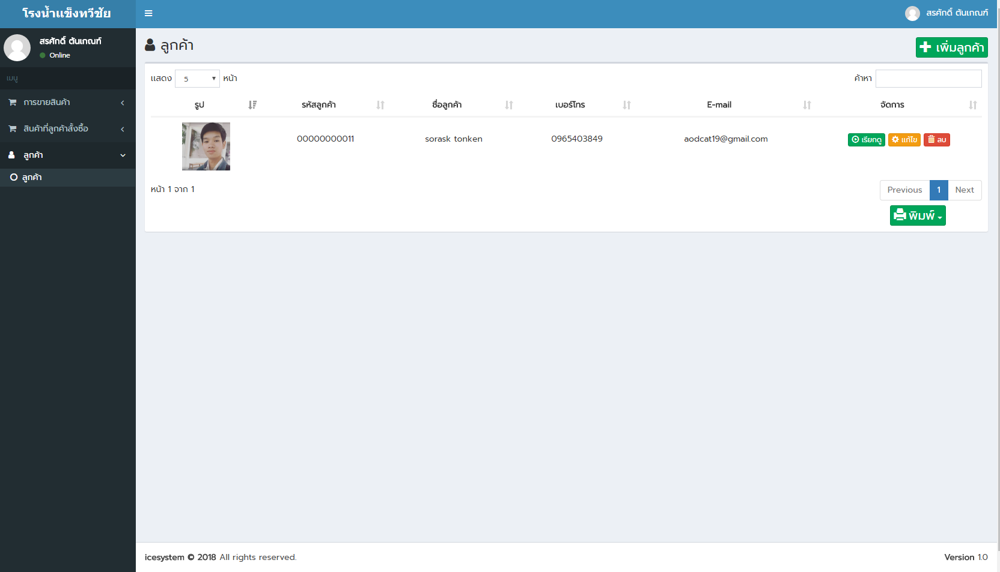 โรงน้ำแข็งทวีชัย
สรศักดิ์ ต้นเกณฑ์
สรศักดิ์ ต้นเกณฑ์
Online
เมนู
การขายสินค้า
สินค้าที่ลูกค้าสั่งซื้อ
ลูกค้า
ลูกค้า
ลูกค้า
เพิ่มลูกค้า
แสดง 5 หน้า
ค้าหา
รูป รหัสลูกค้า ชื่อลูกค้า เบอร์โทร E-mail จัดการ
00000000011 sorask tonken 0965403849 aodcat19@gmail.com เรียกดู แก้ไข ลบ
หน้า 1 จาก 1
Previous 1 Next
พิมพ์
icesystem © 2018 All rights reserved.
Version 1.0